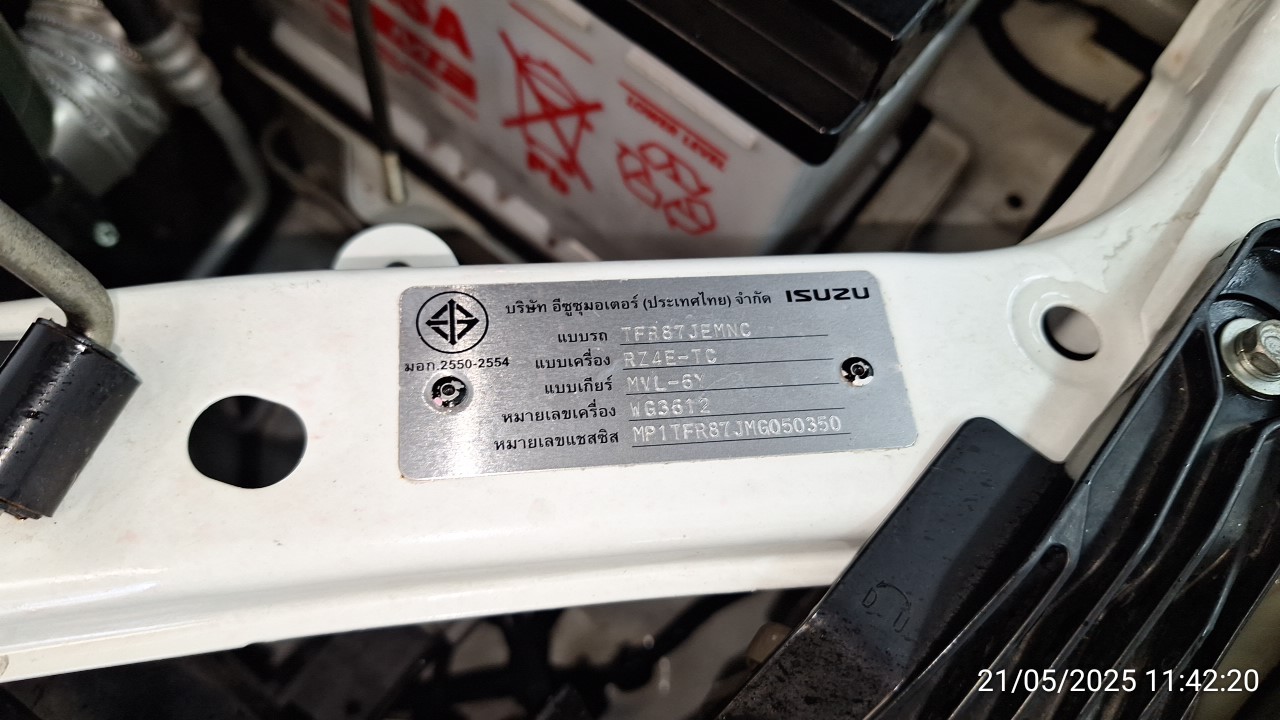 LOWER LEVEL
บริษัท อีซูซุมอเตอร์ (ประเทศไทย) จำกัด ISUZU
แบบรถ TFR87JEMNC
มอก.2550-2554 แบบเครื่อง RZ4E-TC
แบบเกียร์ MVL-6Y
หมายเลขเครื่อง WG3612
หมายเลขแชสซิส MP1TFR87JMG050350
21/05/2025 11:42:20